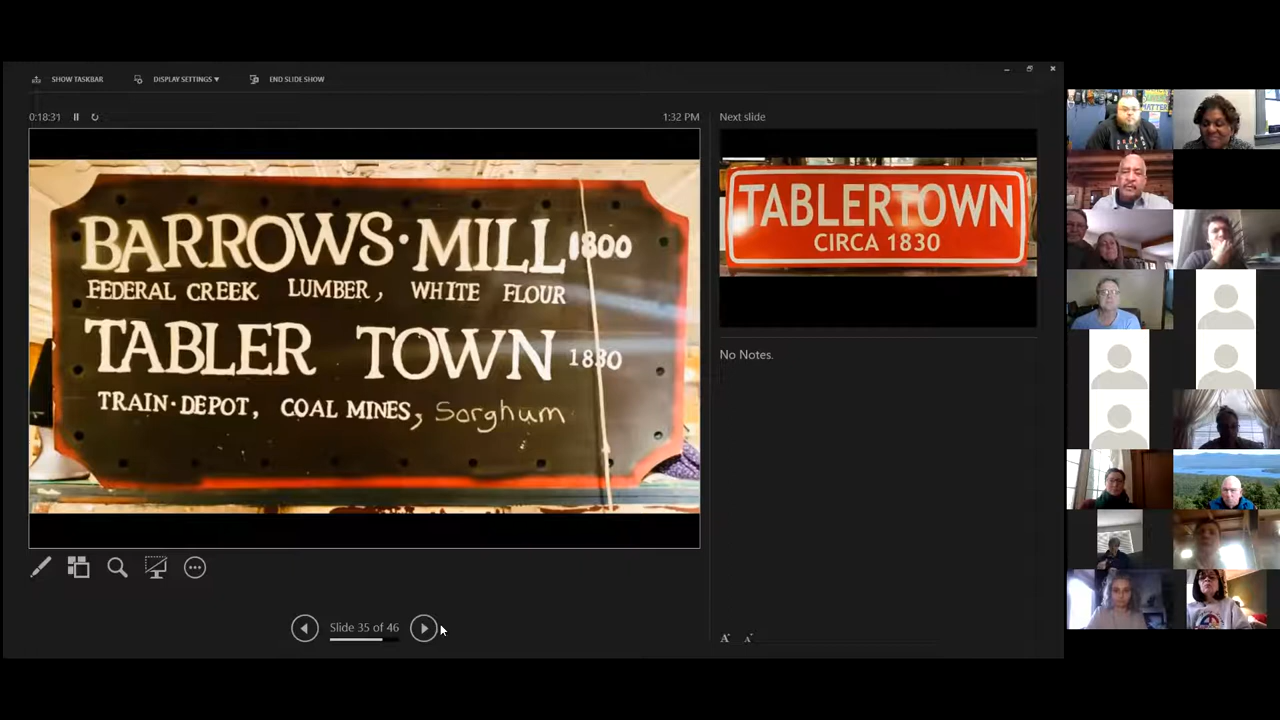 SHOW TASKBAR
DISPLAY SETTINGS ▼
END SLIDE SHOW
0:18:31
1:32 PM
BARROWS·MILL 1800
FEDERAL CREEK LUMBER, WHITE FLOUR
TABLER TOWN 1830
TRAIN·DEPOT, COAL MINES, Sorghum
Next slide
TABLERTOWN
CIRCA 1830
No Notes.
Slide 35 of 46
A A